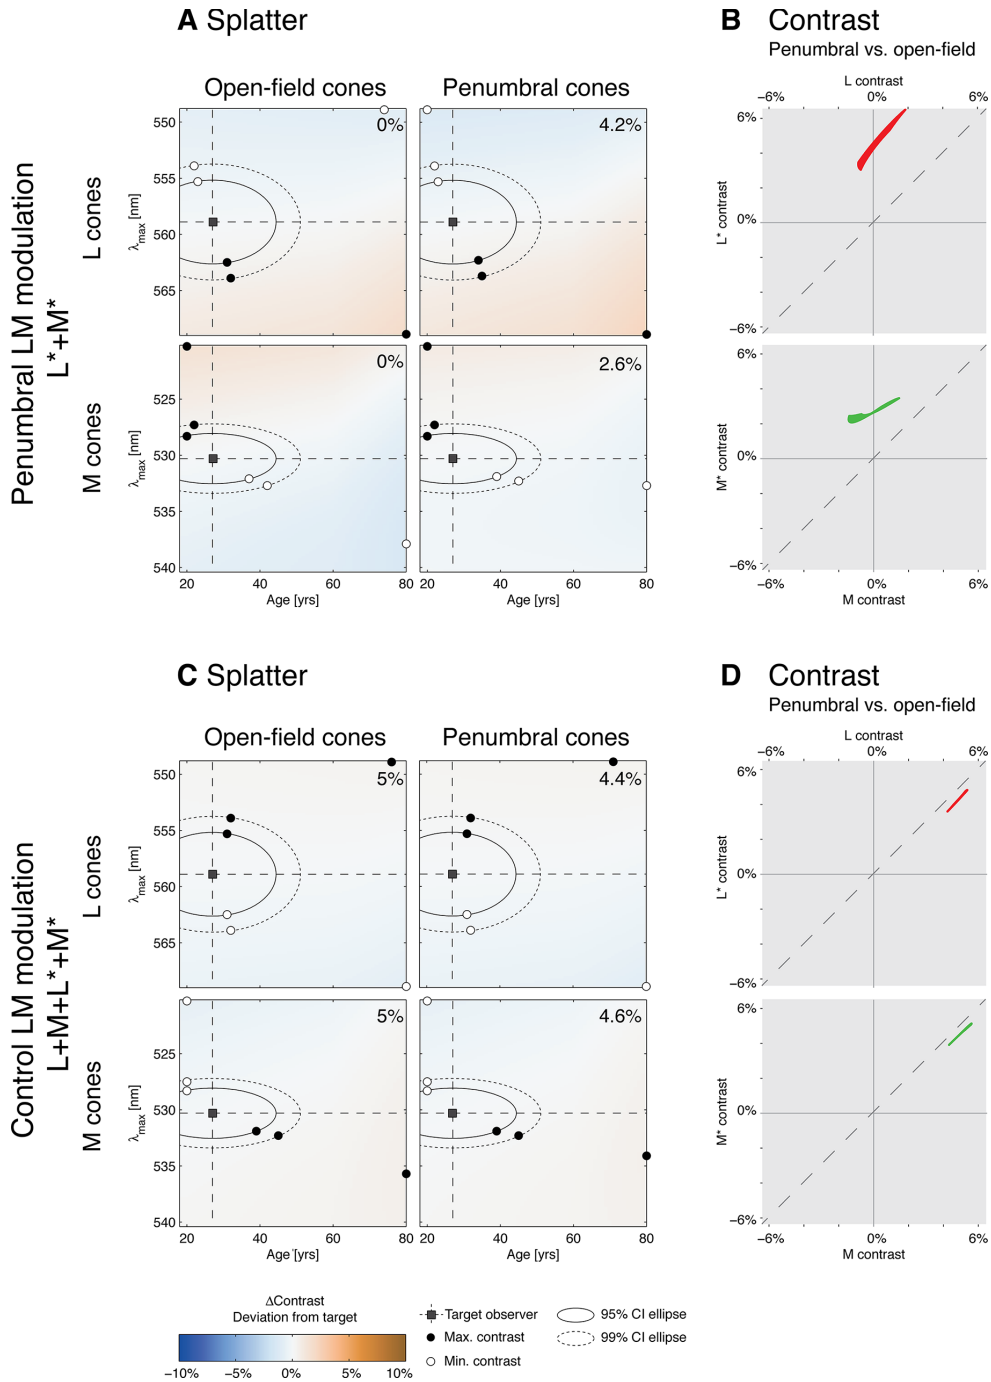 A Splatter
B Contrast
Penumbral vs. open-field
Open-field cones
Penumbral cones
Penumbral LM modulation
L*+M*
L cones
λmax [nm]
550
555
560
565
0%
4.2%
L contrast
−6% 0% 6%
6%
0%
−6%
L* contrast
M cones
λmax [nm]
525
530
535
540
0%
2.6%
20 40 60 80
Age [yrs]
20 40 60 80
Age [yrs]
6%
0%
−6%
M* contrast
−6% 0% 6%
M contrast
C Splatter
D Contrast
Penumbral vs. open-field
Open-field cones
Penumbral cones
Control LM modulation
L+M+L*+M*
L cones
λmax [nm]
550
555
560
565
5%
4.4%
L contrast
−6% 0% 6%
6%
0%
−6%
L* contrast
M cones
λmax [nm]
525
530
535
540
5%
4.6%
20 40 60 80
Age [yrs]
20 40 60 80
Age [yrs]
6%
0%
−6%
M* contrast
−6% 0% 6%
M contrast
ΔContrast
Deviation from target
−10% −5% 0% 5% 10%
Target observer
Max. contrast
Min. contrast
95% CI ellipse
99% CI ellipse